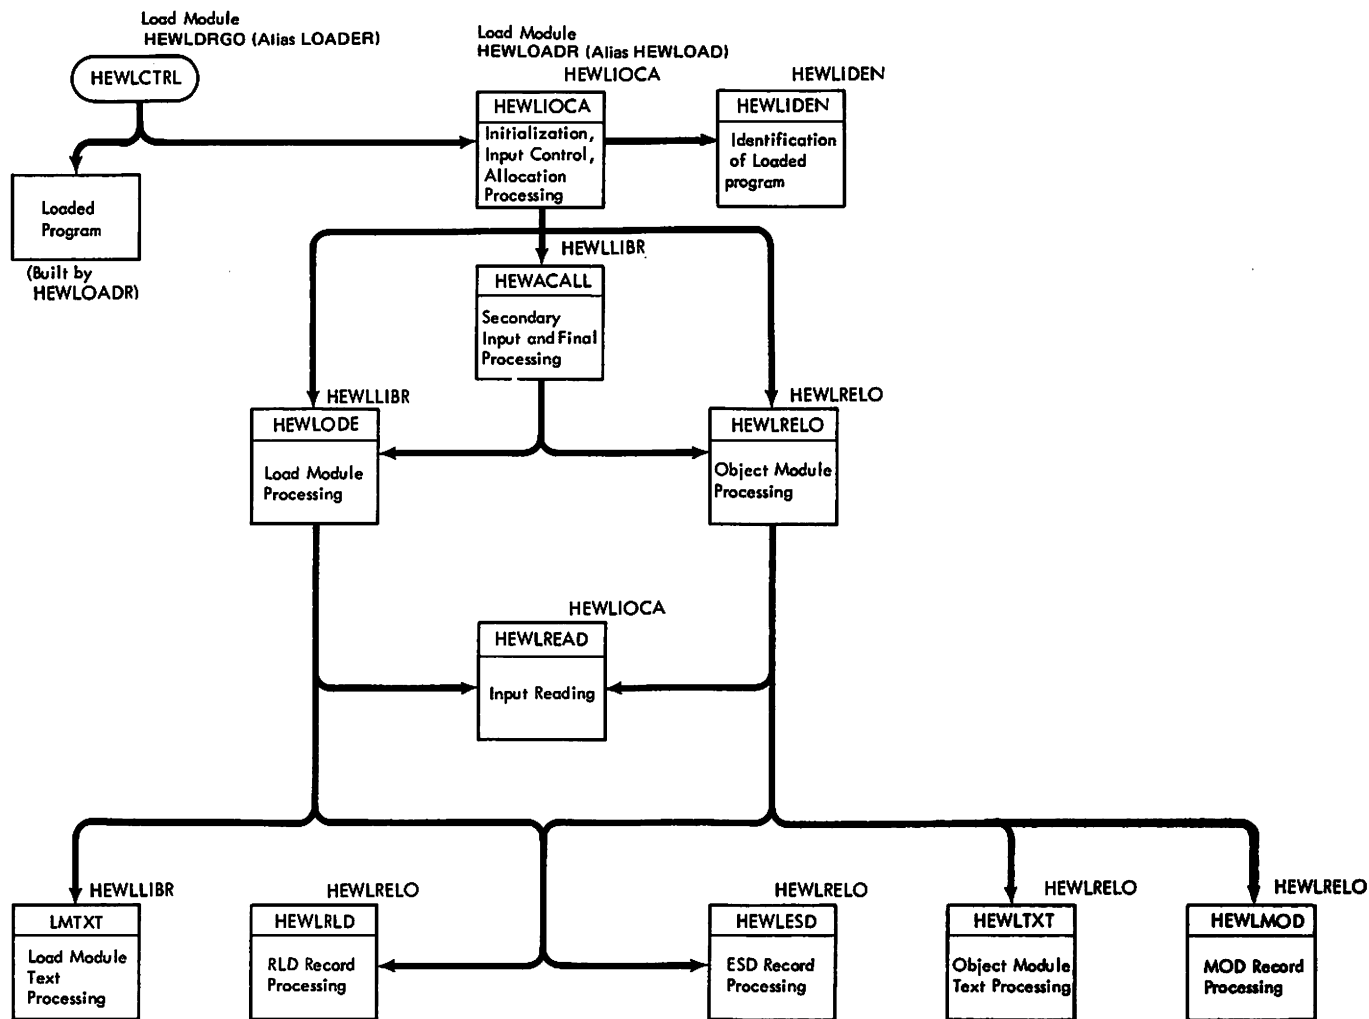 Load Module
HEWLDRGO (Alias LOADER)
HEWLCTRL
Loaded
Program
(Built by
HEWLOADR)
Load Module
HEWLOADR (Alias HEWLOAD)
HEWLIOCA
HEWLIOCA
Initialization,
Input Control,
Allocation
Processing
HEWLIDEN
HEWLIDEN
Identification
of Loaded
program
HEWLLIBR
HEWACALL
Secondary
Input and Final
Processing
HEWLLIBR
HEWLODE
Load Module
Processing
HEWLRELO
HEWLRELO
Object Module
Processing
HEWLIOCA
HEWLREAD
Input Reading
HEWLLIBR
LMTXT
Load Module
Text
Processing
HEWLRELO
HEWLRLD
RLD Record
Processing
HEWLRELO
HEWLESD
ESD Record
Processing
HEWLRELO
HEWLTXT
Object Module
Text Processing
HEWLRELO
HEWLMOD
MOD Record
Processing